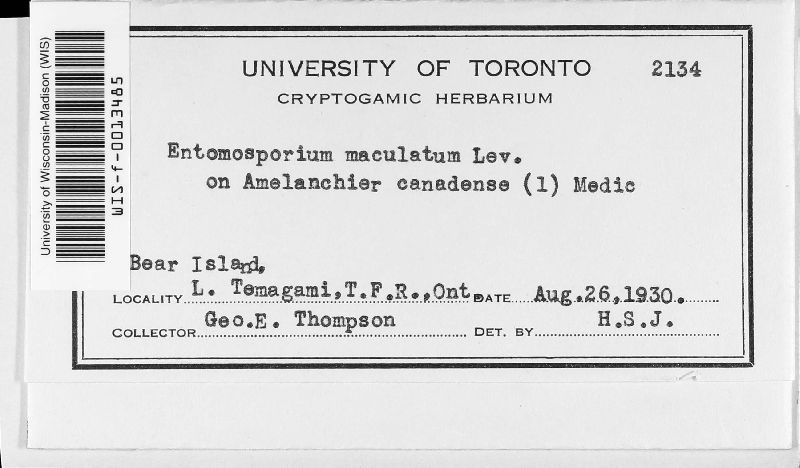 UNIVERSITY OF TORONTO 2134
CRYPTOGAMIC HERBARIUM
Entomosporium maculatum Lev.
on Amelanchier canadense (l) Medic
Bear Island,
LOCALITY L. Temagami,T.F.R.,Ont DATE Aug.26,1930.
COLLECTOR Geo.E. Thompson DET. BY H.S.J.
University of Wisconsin-Madison (WIS)
WIS-f-0013485